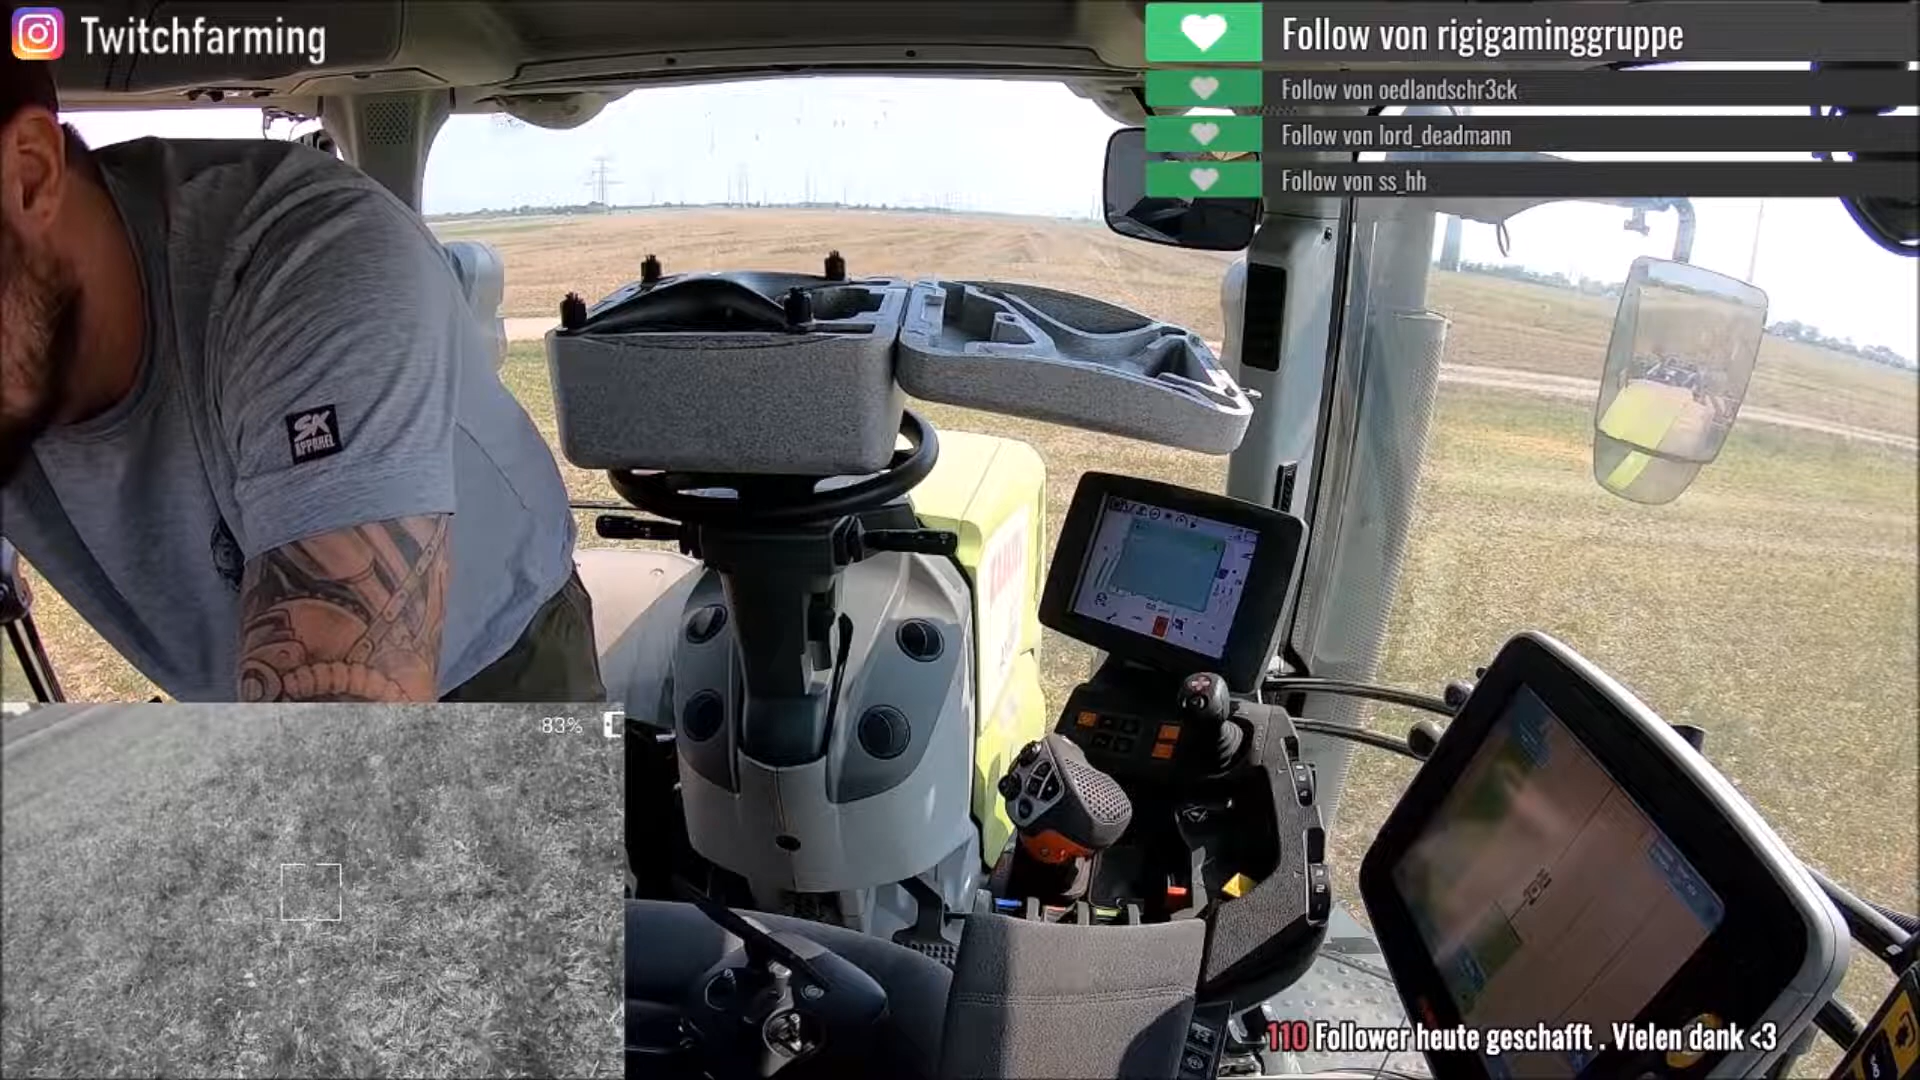 Twitchfarming
Follow von rigigaminggruppe
Follow von oedlandschr3ck
Follow von lord_deadmann
Follow von ss_hh
SK
APPAREL
83%
110 Follower heute geschafft . Vielen dank <3